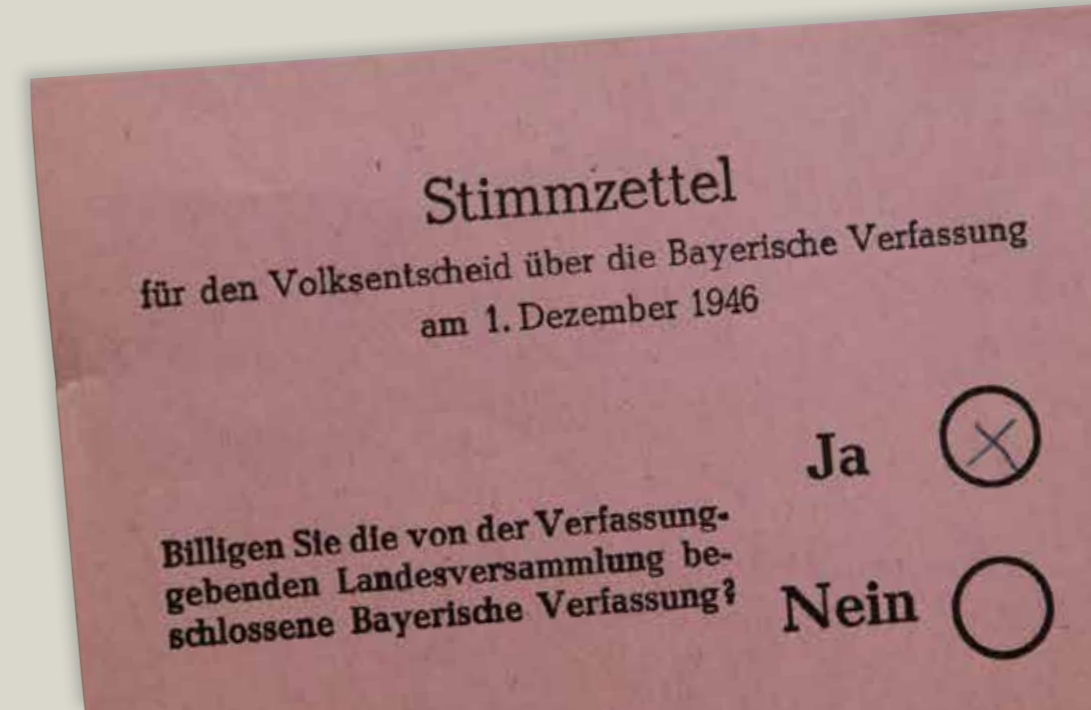 Stimmzettel
für den Volksentscheid über die Bayerische Verfassung
am 1. Dezember 1946
Ja
Billigen Sie die von der Verfassung-
gebenden Landesversammlung be-
schlossene Bayerische Verfassung?
Nein